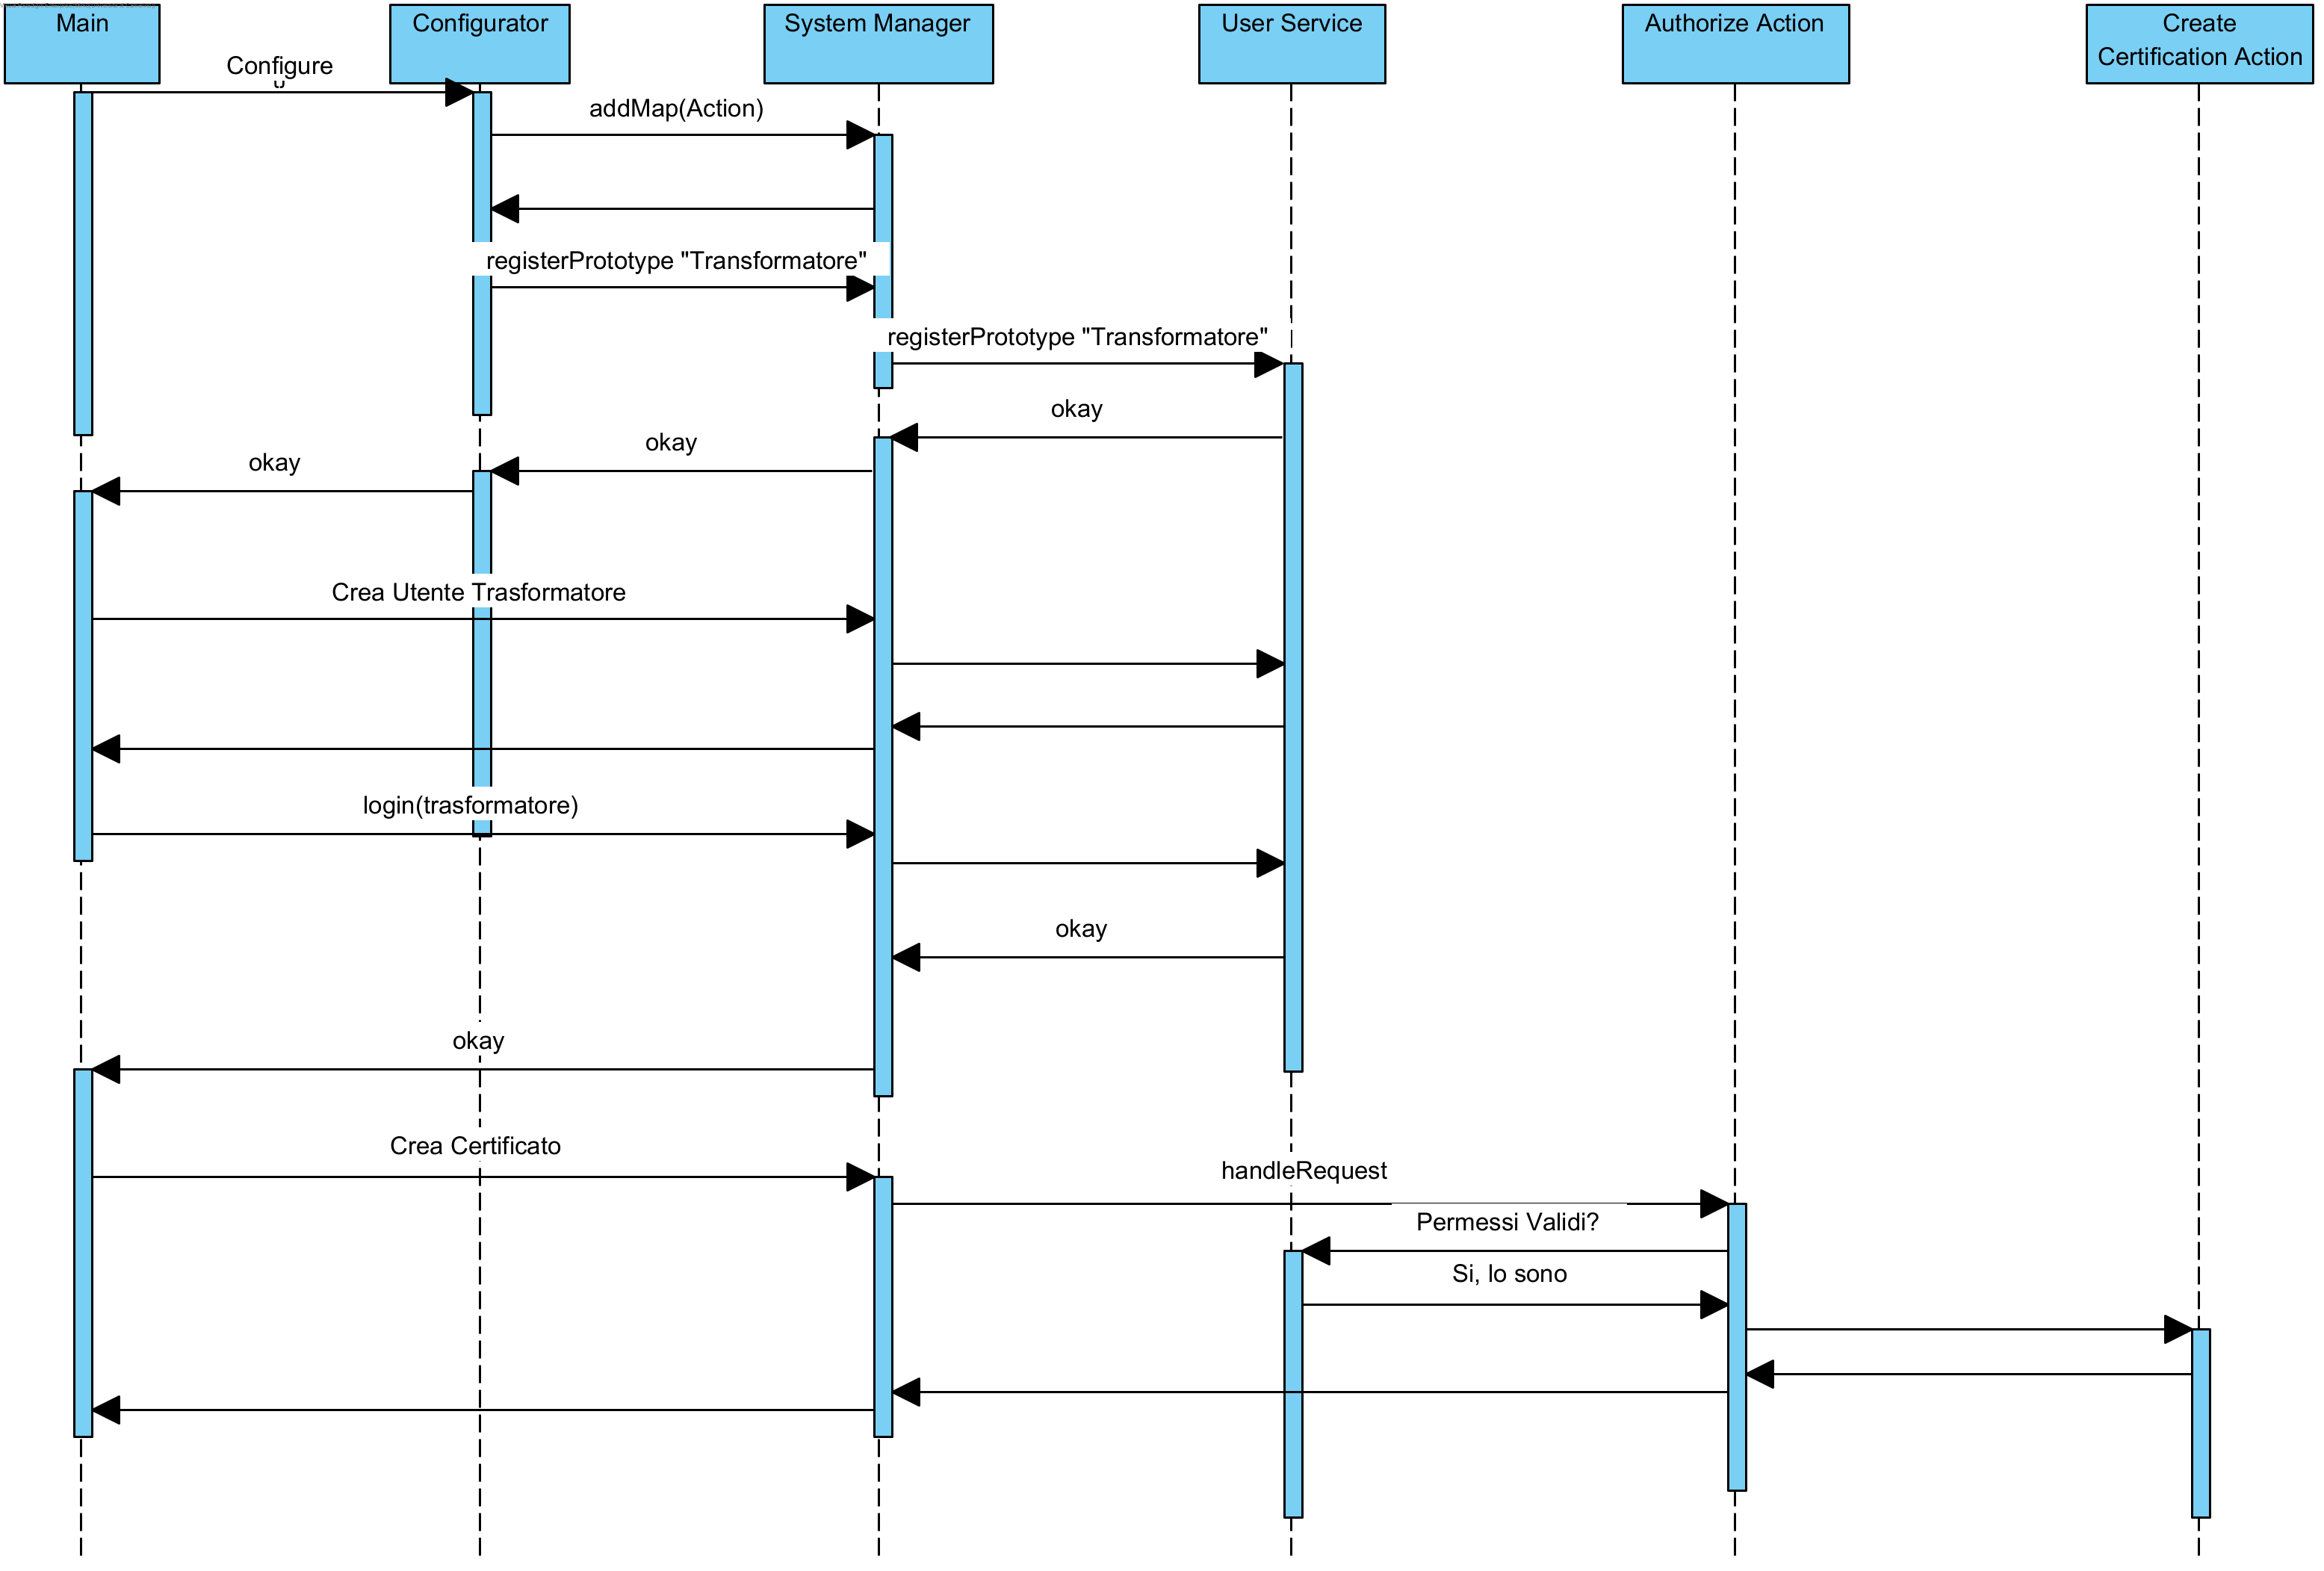 Main
Configurator
System Manager
User Service
Authorize Action
Create
Certification Action
Configure
addMap(Action)
registerPrototype "Transformatore"
registerPrototype "Transformatore"
okay
okay
okay
Crea Utente Trasformatore
login(trasformatore)
okay
okay
Crea Certificato
handleRequest
Permessi Validi?
Si, lo sono